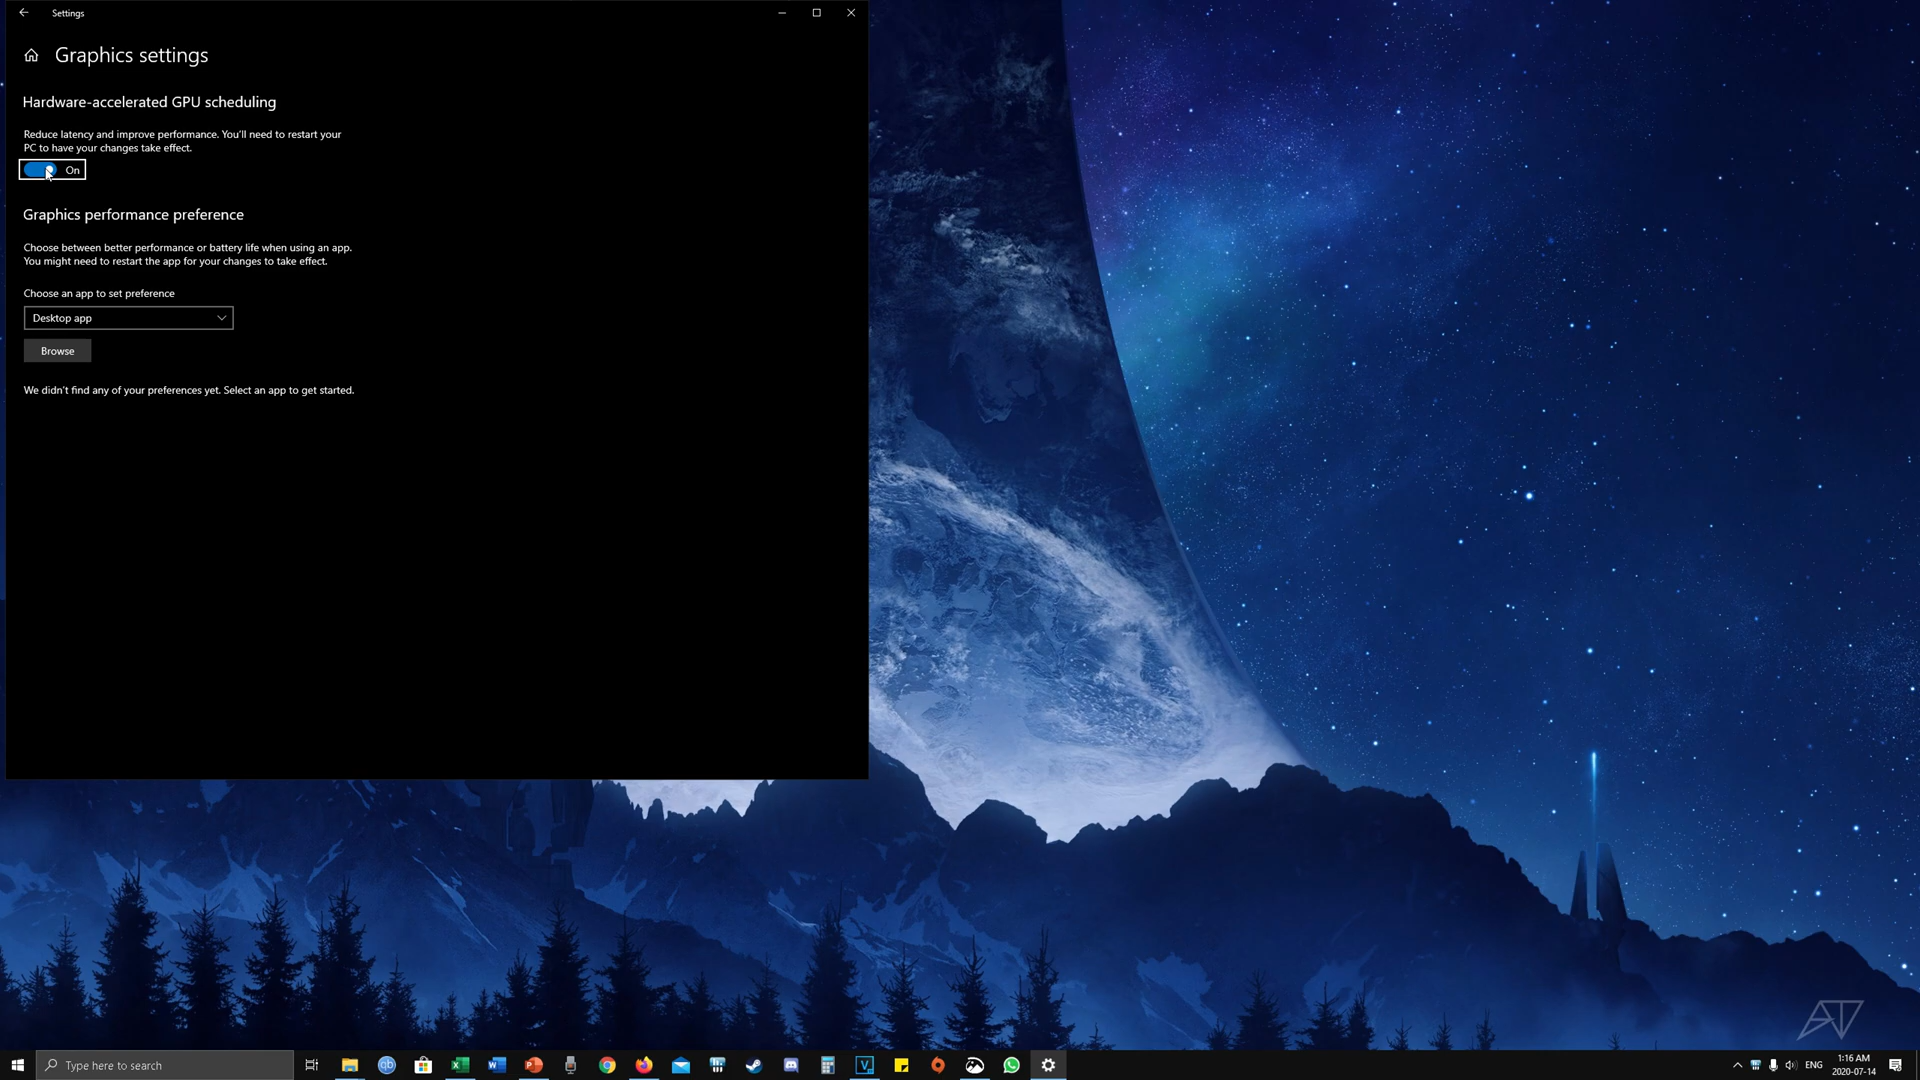 Settings
Graphics settings
Hardware-accelerated GPU scheduling
Reduce latency and improve performance. You'll need to restart your
PC to have your changes take effect.
On
Graphics performance preference
Choose between better performance or battery life when using an app.
You might need to restart the app for your changes to take effect.
Choose an app to set preference
Desktop app
Browse
We didn't find any of your preferences yet. Select an app to get started.
Type here to search
qb
ENG
1:16 AM
2020-07-14